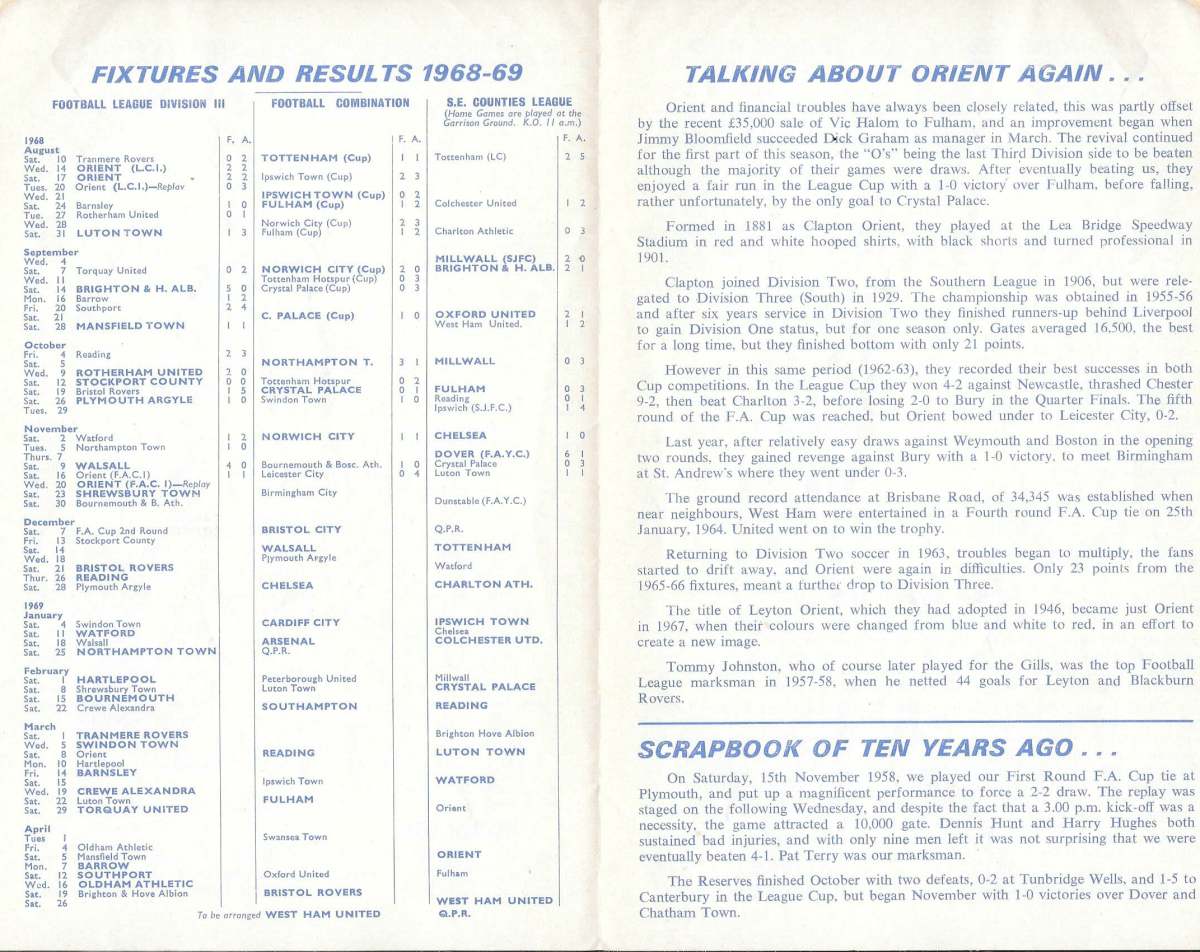 FIXTURES AND RESULTS 1968-69
FOOTBALL LEAGUE DIVISION III FOOTBALL COMBINATION S.E. COUNTIES LEAGUE
(Home Games are played at the
Garrison Ground. K.O. 11 a.m.)
1968 F. A. F. A. F. A.
August
Sat. 10 Tranmere Rovers 0 2 TOTTENHAM (Cup) 1 1 Tottenham (LC) 2 5
Wed. 14 ORIENT (L.C.I.) 2 2
Sat. 17 ORIENT 2 2 Ipswich Town (Cup) 2 3
Tues. 20 Orient (L.C.I.)—Replay 0 3
Wed. 21 IPSWICH TOWN (Cup) 0 2
Sat. 24 Barnsley 1 0 FULHAM (Cup) 1 2 Colchester United 1 2
Tue. 27 Rotherham United 0 1
Wed. 28 Norwich City (Cup) 2 3
Sat. 31 LUTON TOWN 1 3 Fulham (Cup) 1 2 Charlton Athletic 0 3
September
Wed. 4 MILLWALL (SJFC) 2 0
Sat. 7 Torquay United 0 2 NORWICH CITY (Cup) 2 0 BRIGHTON & H. ALB. 2 1
Wed. 11 Tottenham Hotspur (Cup) 0 3
Sat. 14 BRIGHTON & H. ALB. 5 0 Crystal Palace (Cup) 0 3
Mon. 16 Barrow 1 2
Fri. 20 Southport 2 4
Sat. 21 C. PALACE (Cup) 1 0 OXFORD UNITED 2 1
Sat. 28 MANSFIELD TOWN 1 1 West Ham United. 1 2
October
Fri. 4 Reading 2 3
Sat. 5 NORTHAMPTON T. 3 1 MILLWALL 0 3
Wed. 9 ROTHERHAM UNITED 2 0
Sat. 12 STOCKPORT COUNTY 0 0 Tottenham Hotspur 0 2
Sat. 19 Bristol Rovers 1 5 CRYSTAL PALACE 0 1 FULHAM 0 3
Sat. 26 PLYMOUTH ARGYLE 1 0 Swindon Town 1 0 Reading 0 1
Tues. 29 Ipswich (S.J.F.C.) 1 4
November
Sat. 2 Watford 1 2 NORWICH CITY 1 1 CHELSEA 1 0
Tues. 5 Northampton Town 1 0
Thurs. 7 DOVER (F.A.Y.C.) 6 1
Sat. 9 WALSALL 4 0 Bournemouth & Bosc. Ath. 1 0 Crystal Palace 0 3
Sat. 16 Orient (F.A.C.I) 1 1 Leicester City 0 4 Luton Town 1 1
Wed. 20 ORIENT (F.A.C. I)—Replay
Sat. 23 SHREWSBURY TOWN Birmingham City
Sat. 30 Bournemouth & B. Ath. Dunstable (F.A.Y.C.)
December
Sat. 7 F.A. Cup 2nd Round BRISTOL CITY Q.P.R.
Fri. 13 Stockport County
Sat. 14 WALSALL TOTTENHAM
Wed. 18 Plymouth Argyle
Sat. 21 BRISTOL ROVERS Watford
Thur. 26 READING
Sat. 28 Plymouth Argyle CHELSEA CHARLTON ATH.
1969
January
Sat. 4 Swindon Town CARDIFF CITY IPSWICH TOWN
Sat. 11 WATFORD Chelsea
Sat. 18 Walsall ARSENAL COLCHESTER UTD.
Sat. 25 NORTHAMPTON TOWN Q.P.R.
February
Sat. 1 HARTLEPOOL Peterborough United Millwall
Sat. 8 Shrewsbury Town Luton Town CRYSTAL PALACE
Sat. 15 BOURNEMOUTH
Sat. 22 Crewe Alexandra SOUTHAMPTON READING
March
Sat. 1 TRANMERE ROVERS Brighton Hove Albion
Wed. 5 SWINDON TOWN
Sat. 8 Orient READING LUTON TOWN
Mon. 10 Hartlepool
Fri. 14 BARNSLEY
Sat. 15 Ipswich Town WATFORD
Wed. 19 CREWE ALEXANDRA
Sat. 22 Luton Town FULHAM
Sat. 29 TORQUAY UNITED Orient
April
Tues 1 Swansea Town
Fri. 4 Oldham Athletic
Sat. 5 Mansfield Town ORIENT
Mon. 7 BARROW
Sat. 12 SOUTHPORT Oxford United Fulham
Wed. 16 OLDHAM ATHLETIC
Sat. 19 Brighton & Hove Albion BRISTOL ROVERS
Sat. 26 WEST HAM UNITED
To be arranged WEST HAM UNITED Q.P.R.
TALKING ABOUT ORIENT AGAIN . . .
Orient and financial troubles have always been closely related, this was partly offset
by the recent £35,000 sale of Vic Halom to Fulham, and an improvement began when
Jimmy Bloomfield succeeded Dick Graham as manager in March. The revival continued
for the first part of this season, the "O's" being the last Third Division side to be beaten
although the majority of their games were draws. After eventually beating us, they
enjoyed a fair run in the League Cup with a 1-0 victory over Fulham, before falling,
rather unfortunately, by the only goal to Crystal Palace.
Formed in 1881 as Clapton Orient, they played at the Lea Bridge Speedway
Stadium in red and white hooped shirts, with black shorts and turned professional in
1901.
Clapton joined Division Two, from the Southern League in 1906, but were rele-
gated to Division Three (South) in 1929. The championship was obtained in 1955-56
and after six years service in Division Two they finished runners-up behind Liverpool
to gain Division One status, but for one season only. Gates averaged 16,500, the best
for a long time, but they finished bottom with only 21 points.
However in this same period (1962-63), they recorded their best successes in both
Cup competitions. In the League Cup they won 4-2 against Newcastle, thrashed Chester
9-2, then beat Charlton 3-2, before losing 2-0 to Bury in the Quarter Finals. The fifth
round of the F.A. Cup was reached, but Orient bowed under to Leicester City, 0-2.
Last year, after relatively easy draws against Weymouth and Boston in the opening
two rounds, they gained revenge against Bury with a 1-0 victory, to meet Birmingham
at St. Andrew's where they went under 0-3.
The ground record attendance at Brisbane Road, of 34,345 was established when
near neighbours, West Ham were entertained in a Fourth round F.A. Cup tie on 25th
January, 1964. United went on to win the trophy.
Returning to Division Two soccer in 1963, troubles began to multiply, the fans
started to drift away, and Orient were again in difficulties. Only 23 points from the
1965-66 fixtures, meant a further drop to Division Three.
The title of Leyton Orient, which they had adopted in 1946, became just Orient
in 1967, when their colours were changed from blue and white to red, in an effort to
create a new image.
Tommy Johnston, who of course later played for the Gills, was the top Football
League marksman in 1957-58, when he netted 44 goals for Leyton and Blackburn
Rovers.
SCRAPBOOK OF TEN YEARS AGO . . .
On Saturday, 15th November 1958, we played our First Round F.A. Cup tie at
Plymouth, and put up a magnificent performance to force a 2-2 draw. The replay was
staged on the following Wednesday, and despite the fact that a 3.00 p.m. kick-off was a
necessity, the game attracted a 10,000 gate. Dennis Hunt and Harry Hughes both
sustained bad injuries, and with only nine men left it was not surprising that we were
eventually beaten 4-1. Pat Terry was our marksman.
The Reserves finished October with two defeats, 0-2 at Tunbridge Wells, and 1-5 to
Canterbury in the League Cup, but began November with 1-0 victories over Dover and
Chatham Town.